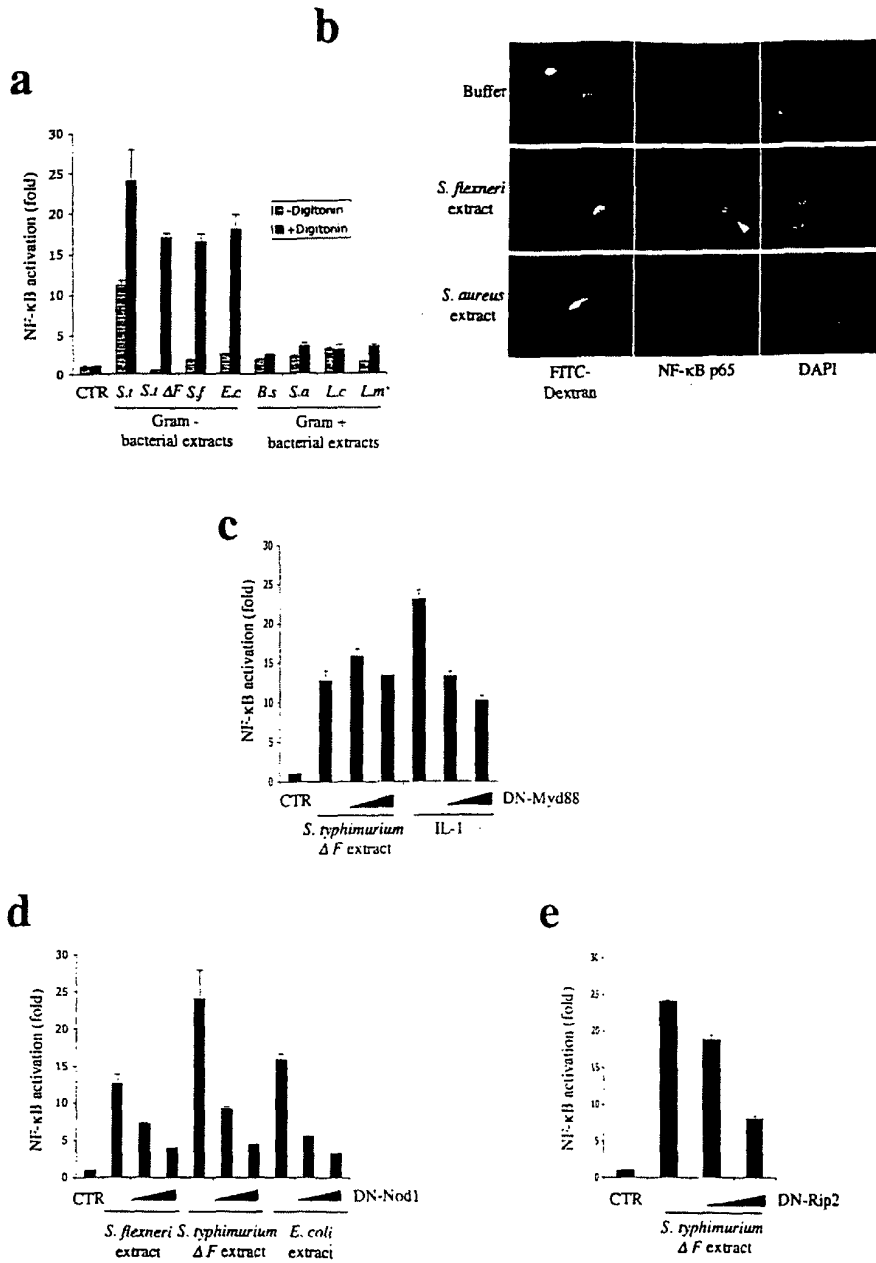 a
NF-κB activation (fold)
30
25
20
15
10
5
0
-Digitonin
+Digitonin
CTR S.t S.t ΔF S.f E.c B.s S.a L.c L.m*
Gram -
bacterial extracts
Gram +
bacterial extracts
b
Buffer
S. flexneri
extract
S. aureus
extract
FITC-
Dextran
NF-κB p65
DAPI
c
NF-κB activation (fold)
30
25
20
15
10
5
0
CTR
DN-Myd88
S. typhimurium
Δ F extract
IL-1
d
NF-κB activation (fold)
30
25
20
15
10
5
0
CTR
DN-Nod1
S. flexneri
extract
S. typhimurium
Δ F extract
E. coli
extract
e
NF-κB activation (fold)
30
25
20
15
10
5
0
CTR
DN-Rip2
S. typhimurium
Δ F extract